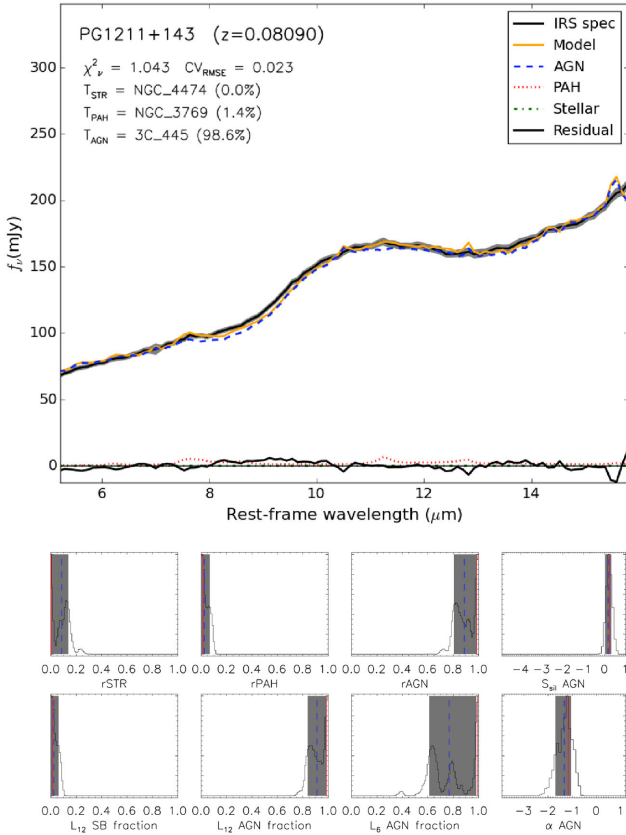 PG1211+143 (z=0.08090)
χ²ᵥ = 1.043 CV_RMSE = 0.023
T_STR = NGC_4474 (0.0%)
T_PAH = NGC_3769 (1.4%)
T_AGN = 3C_445 (98.6%)
IRS spec
Model
AGN
PAH
Stellar
Residual
300
250
200
150
100
50
0
fᵥ(mJy)
6 8 10 12 14
Rest-frame wavelength (μm)
0.0 0.2 0.4 0.6 0.8 1.0
rSTR
0.0 0.2 0.4 0.6 0.8 1.0
rPAH
0.0 0.2 0.4 0.6 0.8 1.0
rAGN
-4 -3 -2 -1 0 1
S_sil AGN
0.0 0.2 0.4 0.6 0.8 1.0
L₁₂ SB fraction
0.0 0.2 0.4 0.6 0.8 1.0
L₁₂ AGN fraction
0.0 0.2 0.4 0.6 0.8 1.0
L₆ AGN fraction
-3 -2 -1 0 1
α AGN